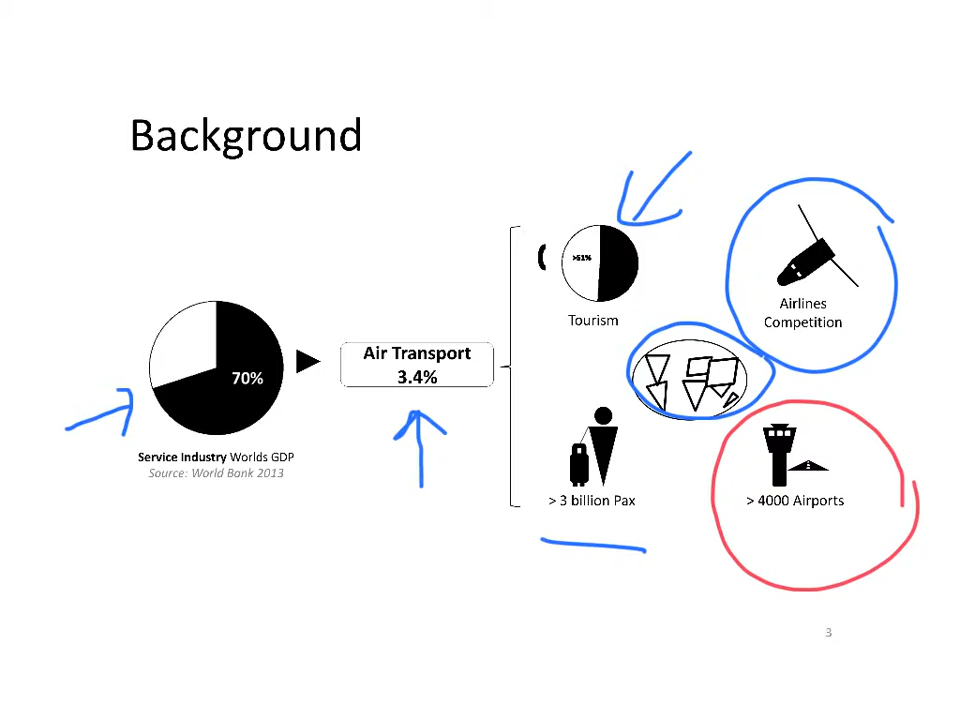 Background
>51%
Tourism
Airlines
Competition
Air Transport
3.4%
70%
Service Industry Worlds GDP
Source: World Bank 2013
> 3 billion Pax
> 4000 Airports
3